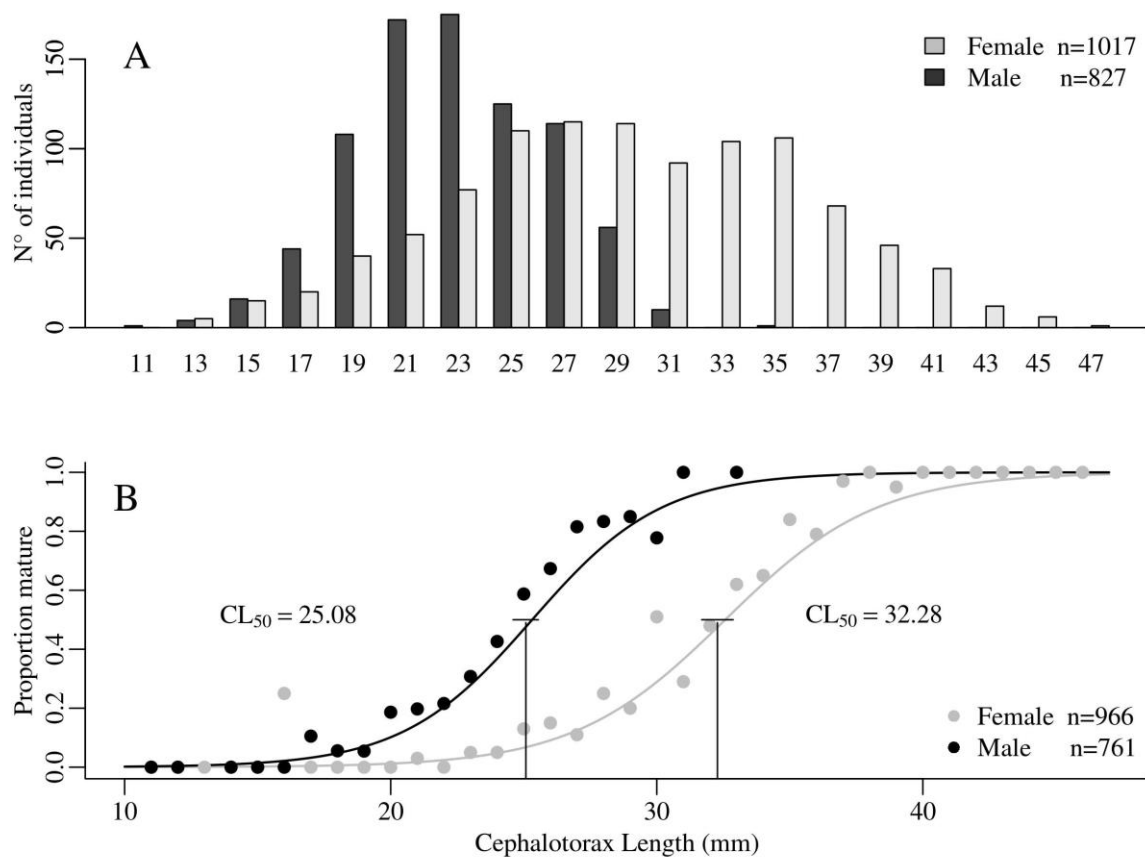 A
Female n=1017
Male n=827
N° of individuals
150
100
50
0
11 13 15 17 19 21 23 25 27 29 31 33 35 37 39 41 43 45 47
B
Proportion mature
1.0
0.8
0.6
0.4
0.2
0.0
CL50 = 25.08
CL50 = 32.28
Female n=966
Male n=761
10 20 30 40
Cephalotorax Length (mm)